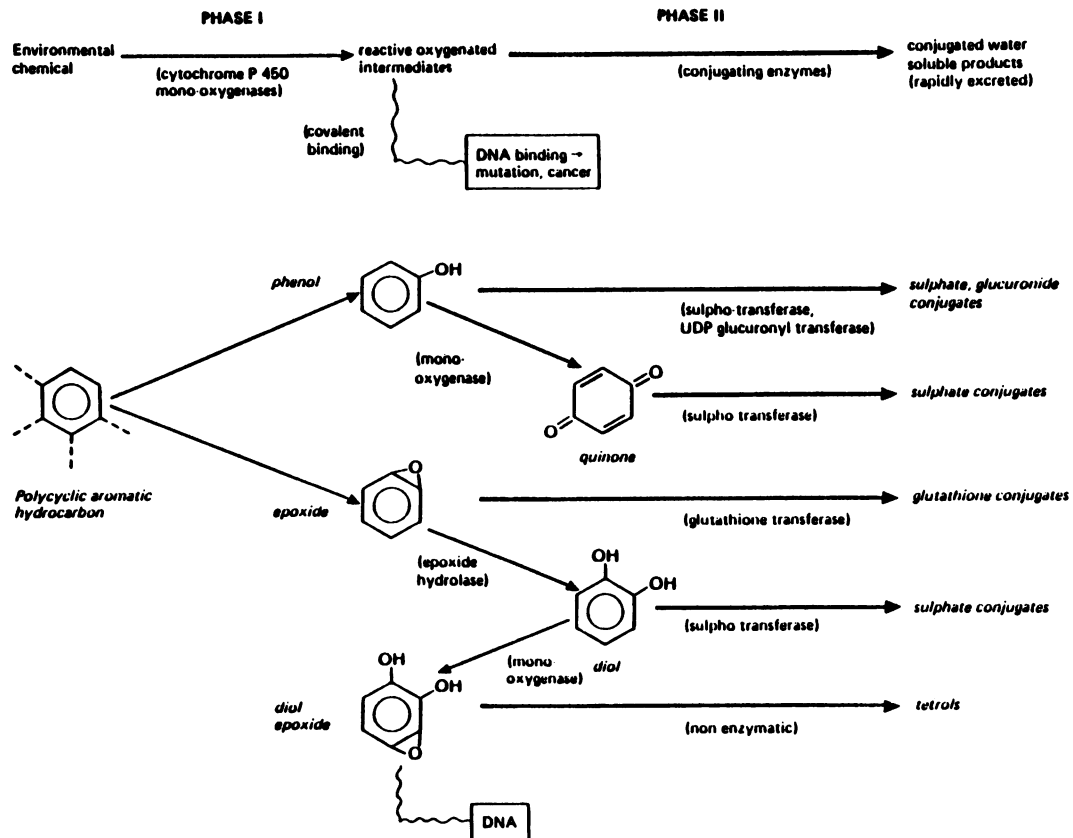 PHASE I
PHASE II
Environmental
chemical
(cytochrome P 450
mono-oxygenases)
reactive oxygenated
intermediates
(conjugating enzymes)
conjugated water
soluble products
(rapidly excreted)
(covalent
binding)
DNA binding →
mutation, cancer
phenol
OH
(sulpho-transferase,
UDP glucuronyl transferase)
sulphate, glucuronide
conjugates
(mono-
oxygenase)
O
O
quinone
(sulpho transferase)
sulphate conjugates
Polycyclic aromatic
hydrocarbon
epoxide
O
(glutathione transferase)
glutathione conjugates
(epoxide
hydrolase)
OH
OH
diol
(sulpho transferase)
sulphate conjugates
(mono-
oxygenase)
OH
OH
O
diol
epoxide
(non enzymatic)
tetrols
DNA